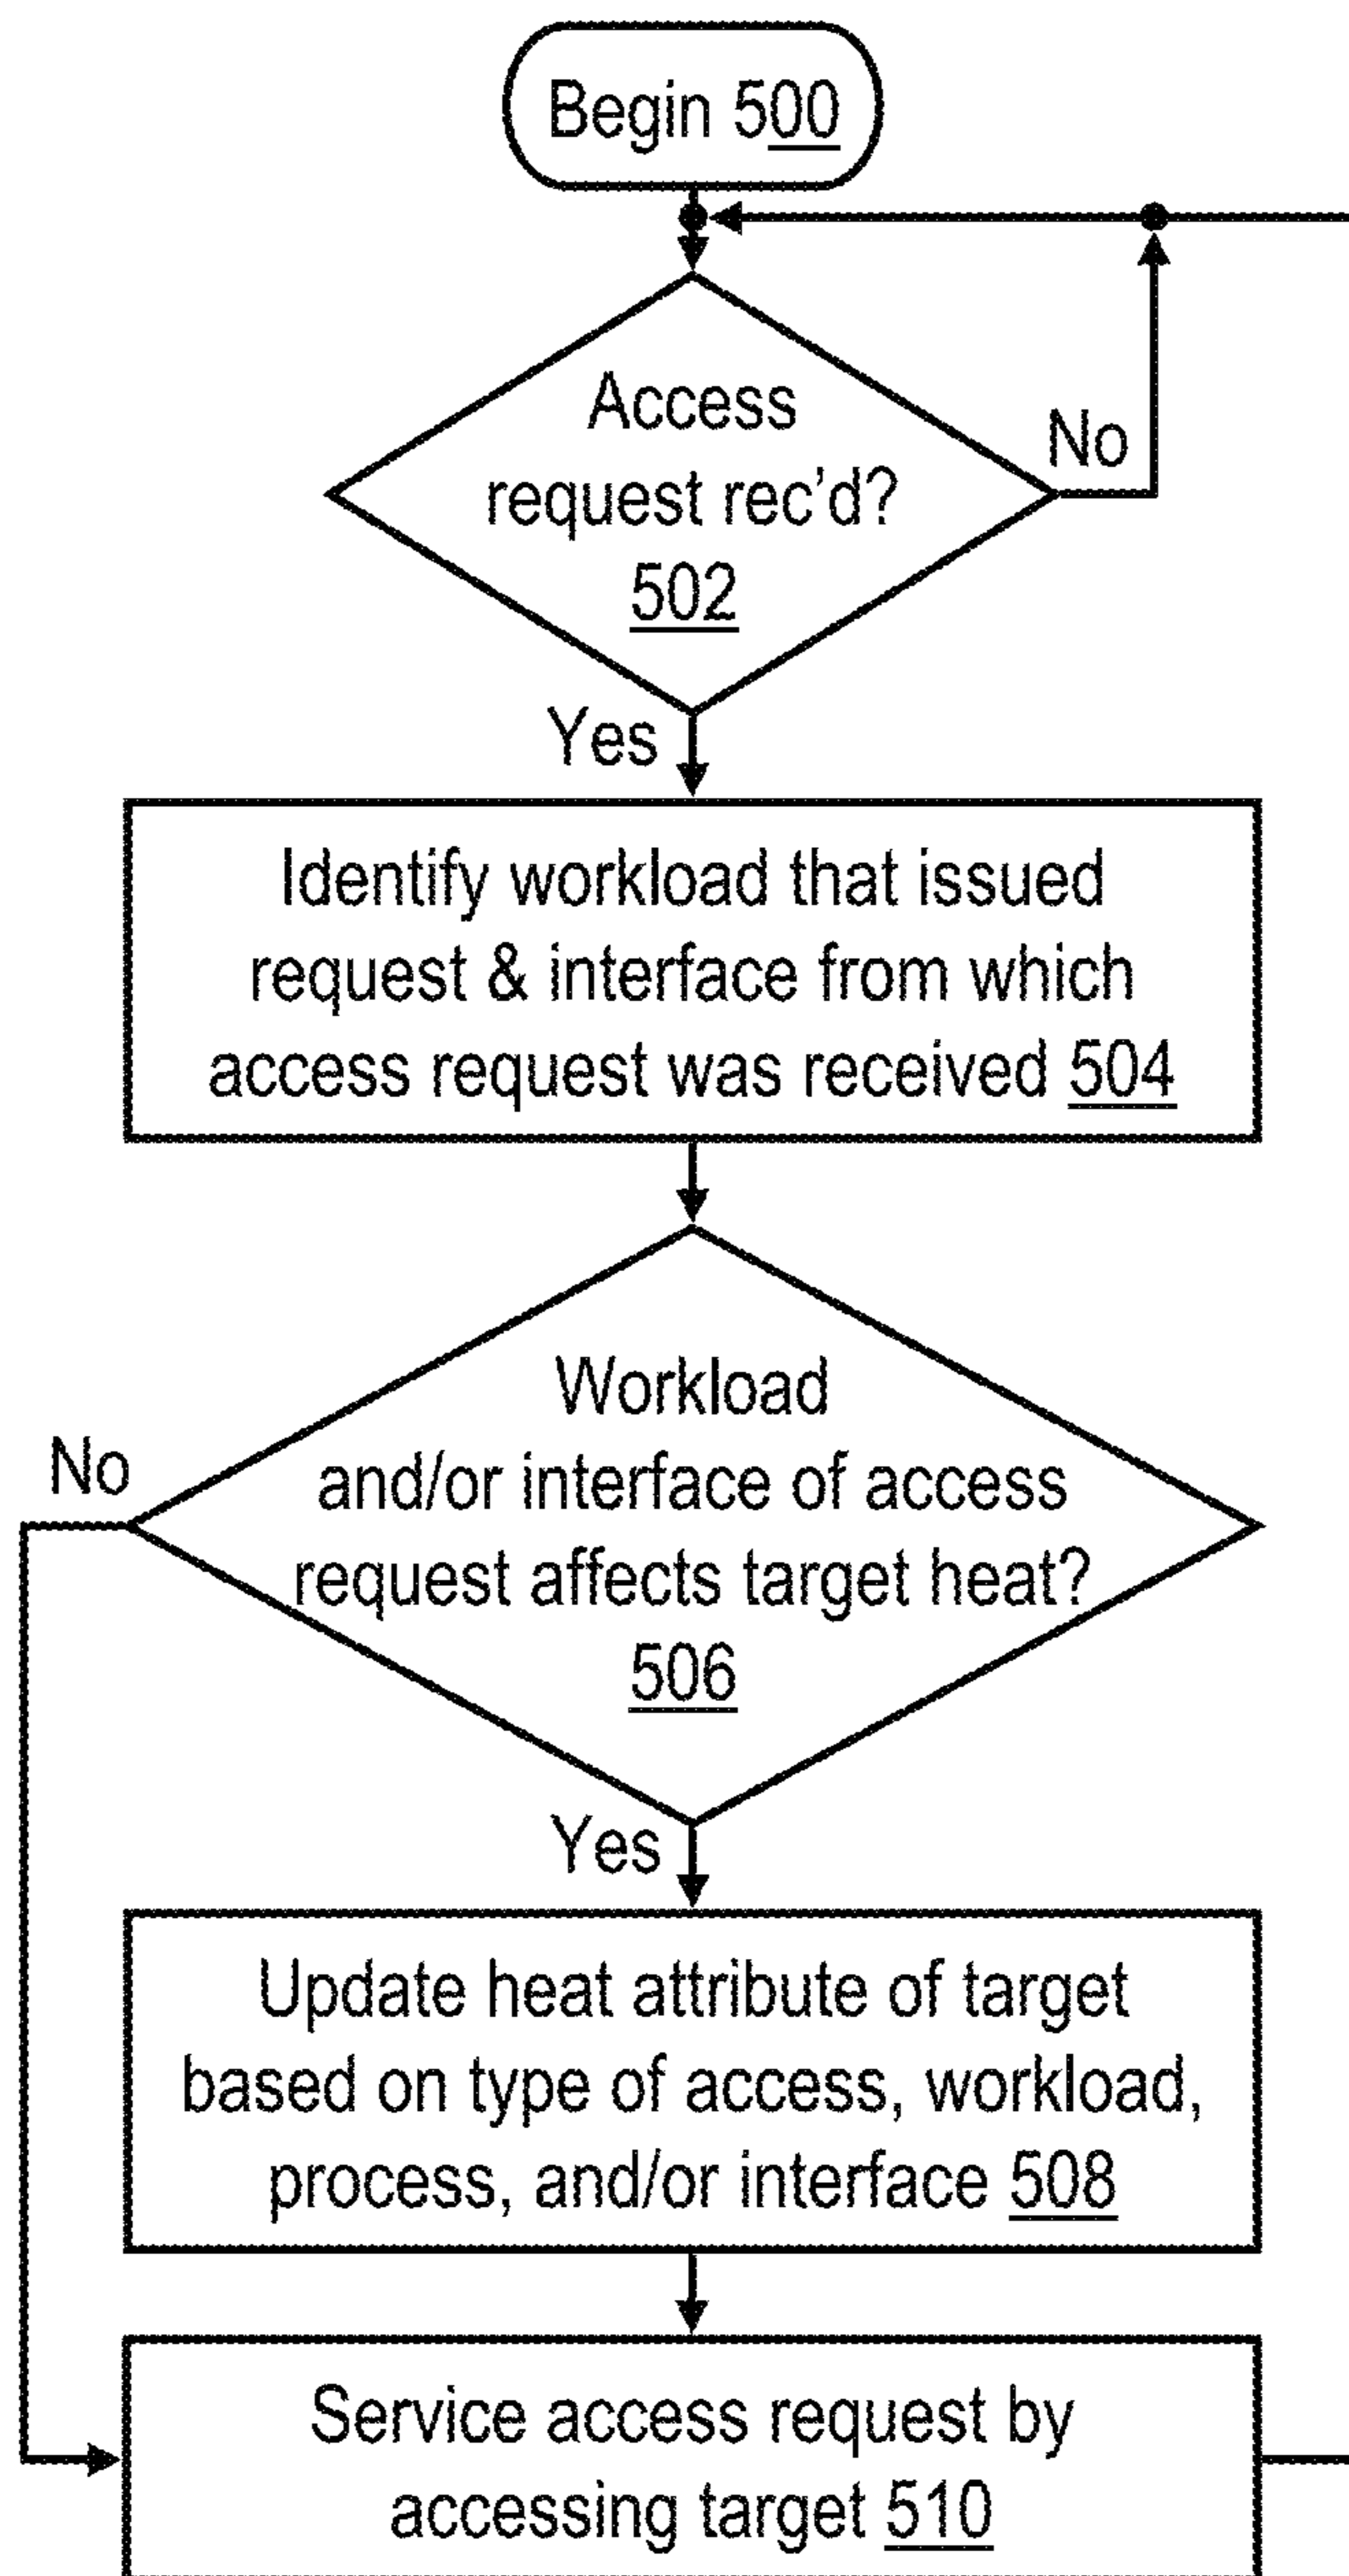 Begin 500
Access
request rec’d?
502
No
Yes
Identify workload that issued
request & interface from which
access request was received 504
Workload
and/or interface of access
request affects target heat?
506
No
Yes
Update heat attribute of target
based on type of access, workload,
process, and/or interface 508
Service access request by
accessing target 510